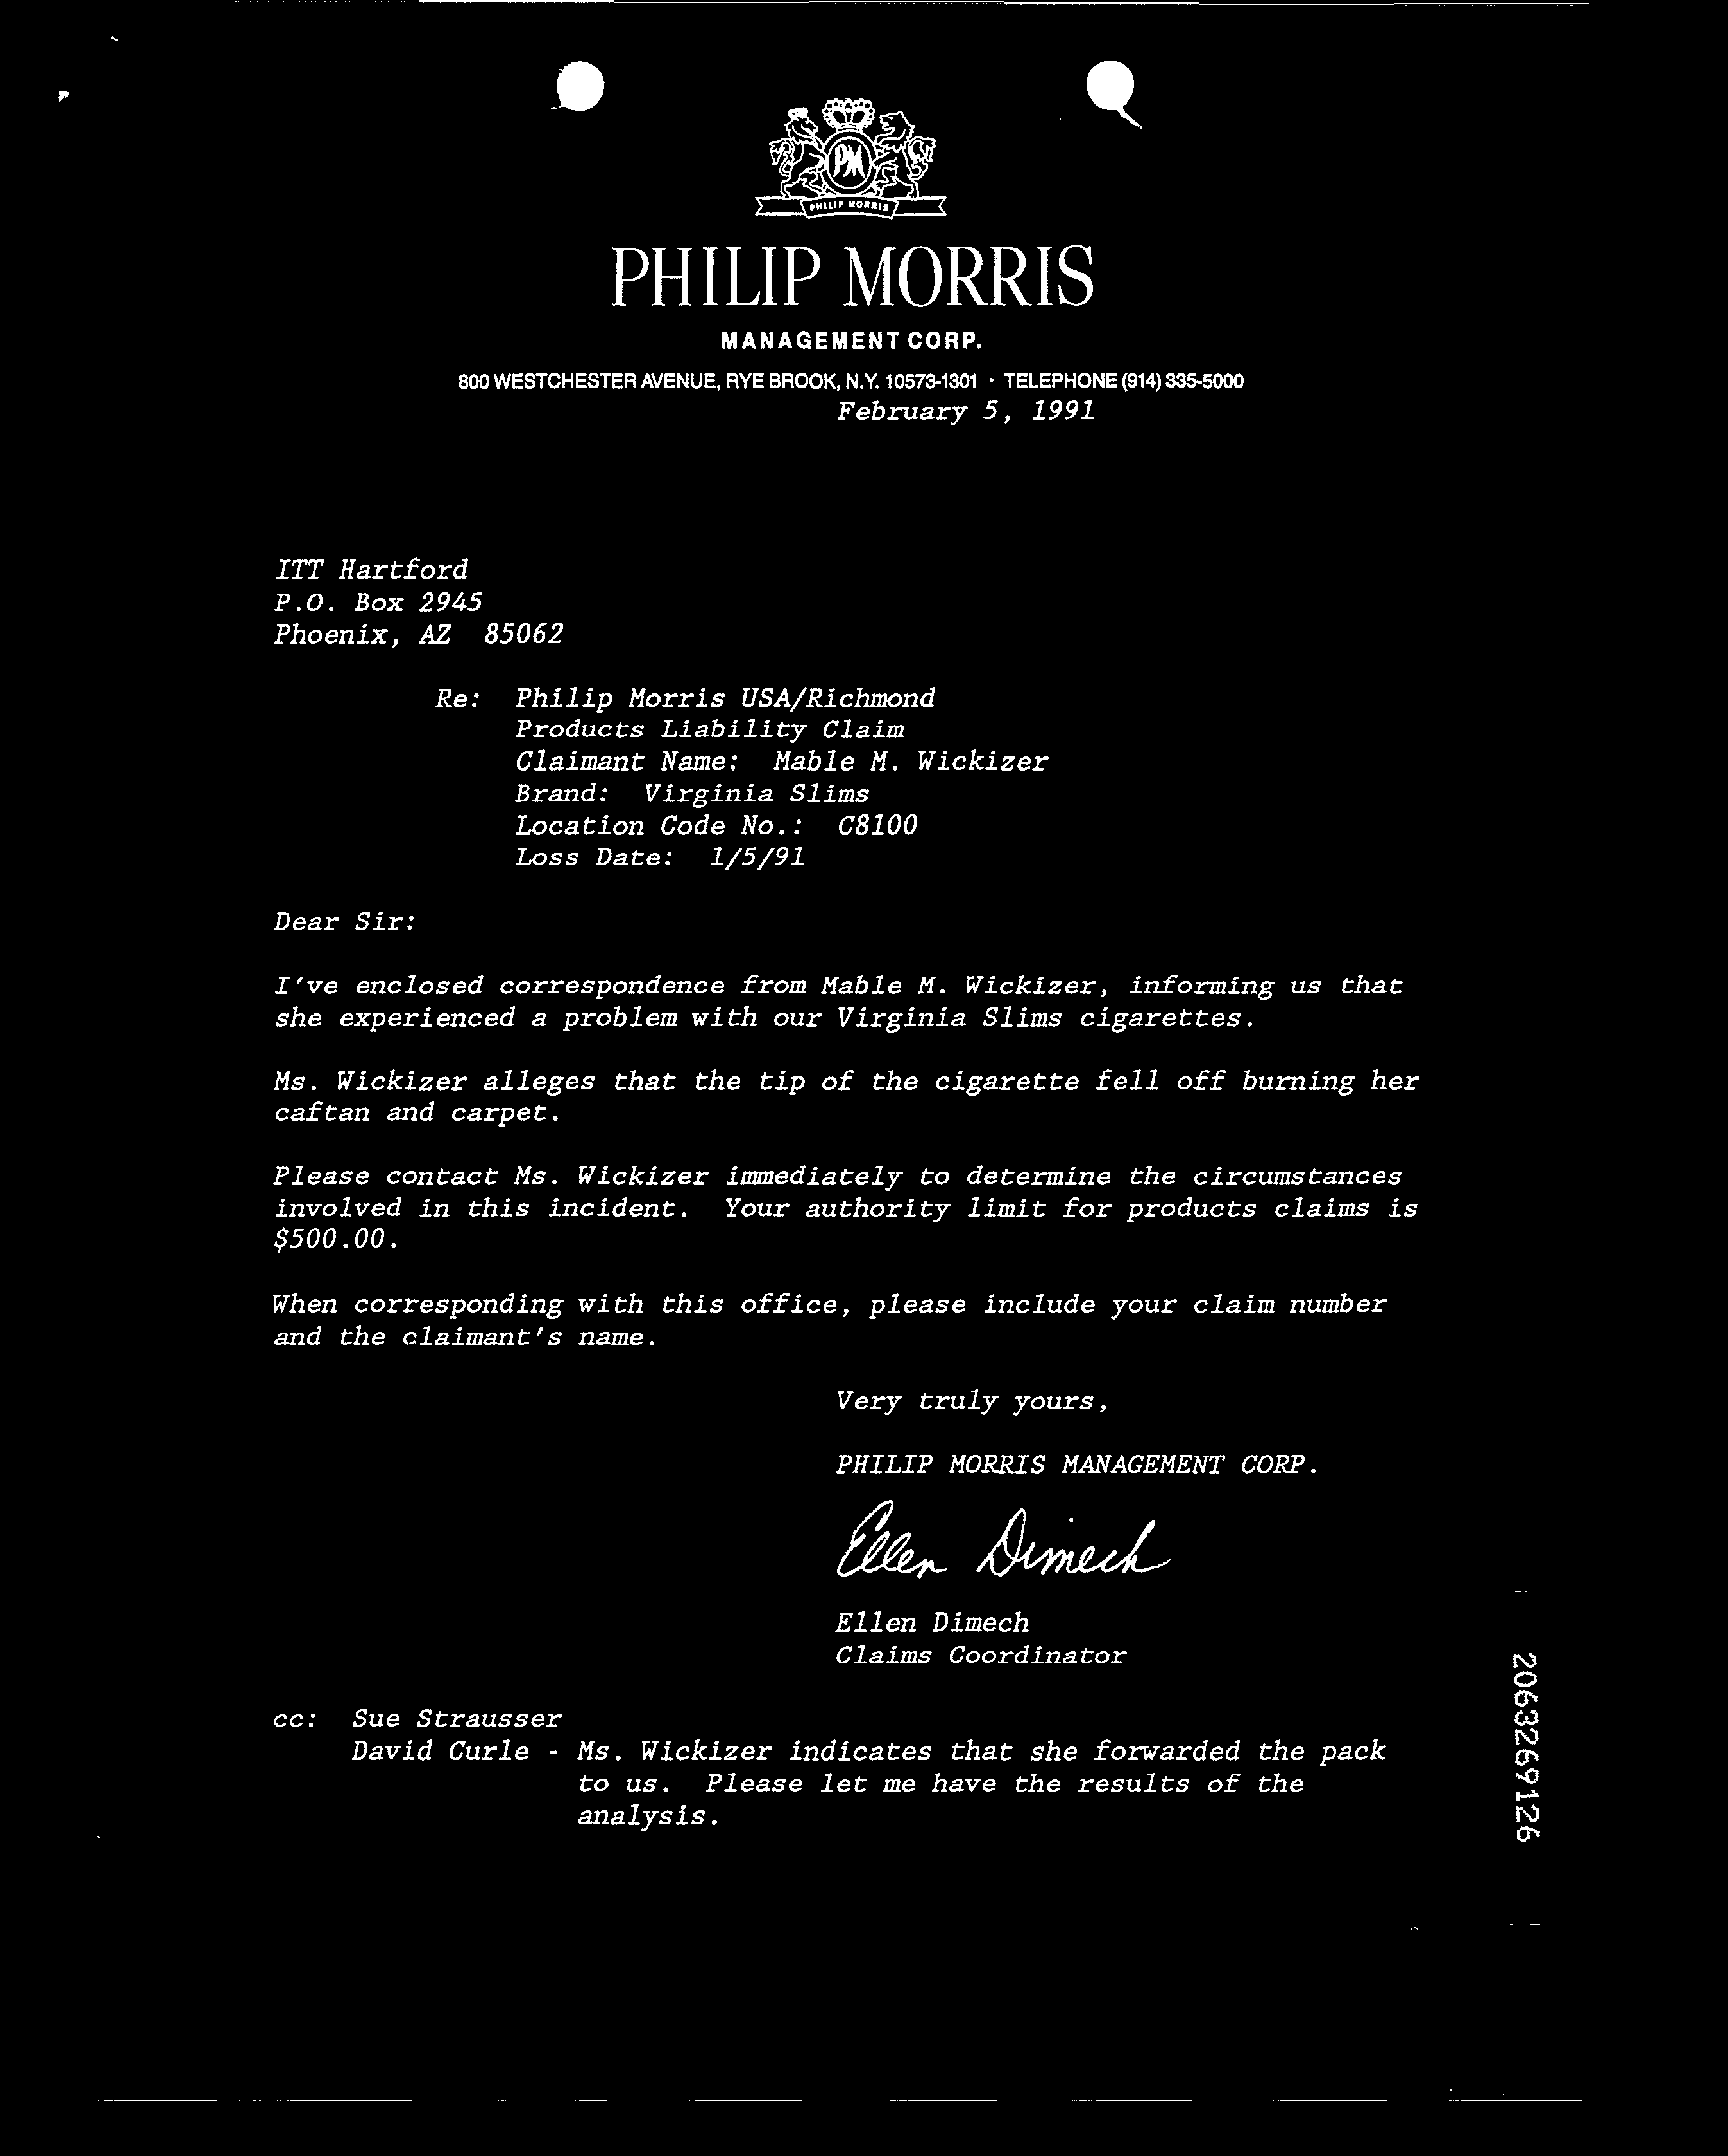 PM
PHILIP MORRIS
PHILIP MORRIS
MANAGEMENT CORP.
800 WESTCHESTER AVENUE, RYE BROOK, N.Y. 10573-1301 · TELEPHONE (914) 335-5000
February 5, 1991
ITT Hartford
P.O. Box 2945
Phoenix, AZ  85062
Re:  Philip Morris USA/Richmond
Products Liability Claim
Claimant Name:  Mable M. Wickizer
Brand:  Virginia Slims
Location Code No.:  C8100
Loss Date:  1/5/91
Dear Sir:
I've enclosed correspondence from Mable M. Wickizer, informing us that
she experienced a problem with our Virginia Slims cigarettes.
Ms. Wickizer alleges that the tip of the cigarette fell off burning her
caftan and carpet.
Please contact Ms. Wickizer immediately to determine the circumstances
involved in this incident.  Your authority limit for products claims is
$500.00.
When corresponding with this office, please include your claim number
and the claimant's name.
Very truly yours,
PHILIP MORRIS MANAGEMENT CORP.
Ellen Dimech
Ellen Dimech
Claims Coordinator
cc:  Sue Strausser
David Curle - Ms. Wickizer indicates that she forwarded the pack
to us.  Please let me have the results of the
analysis.
2063269126